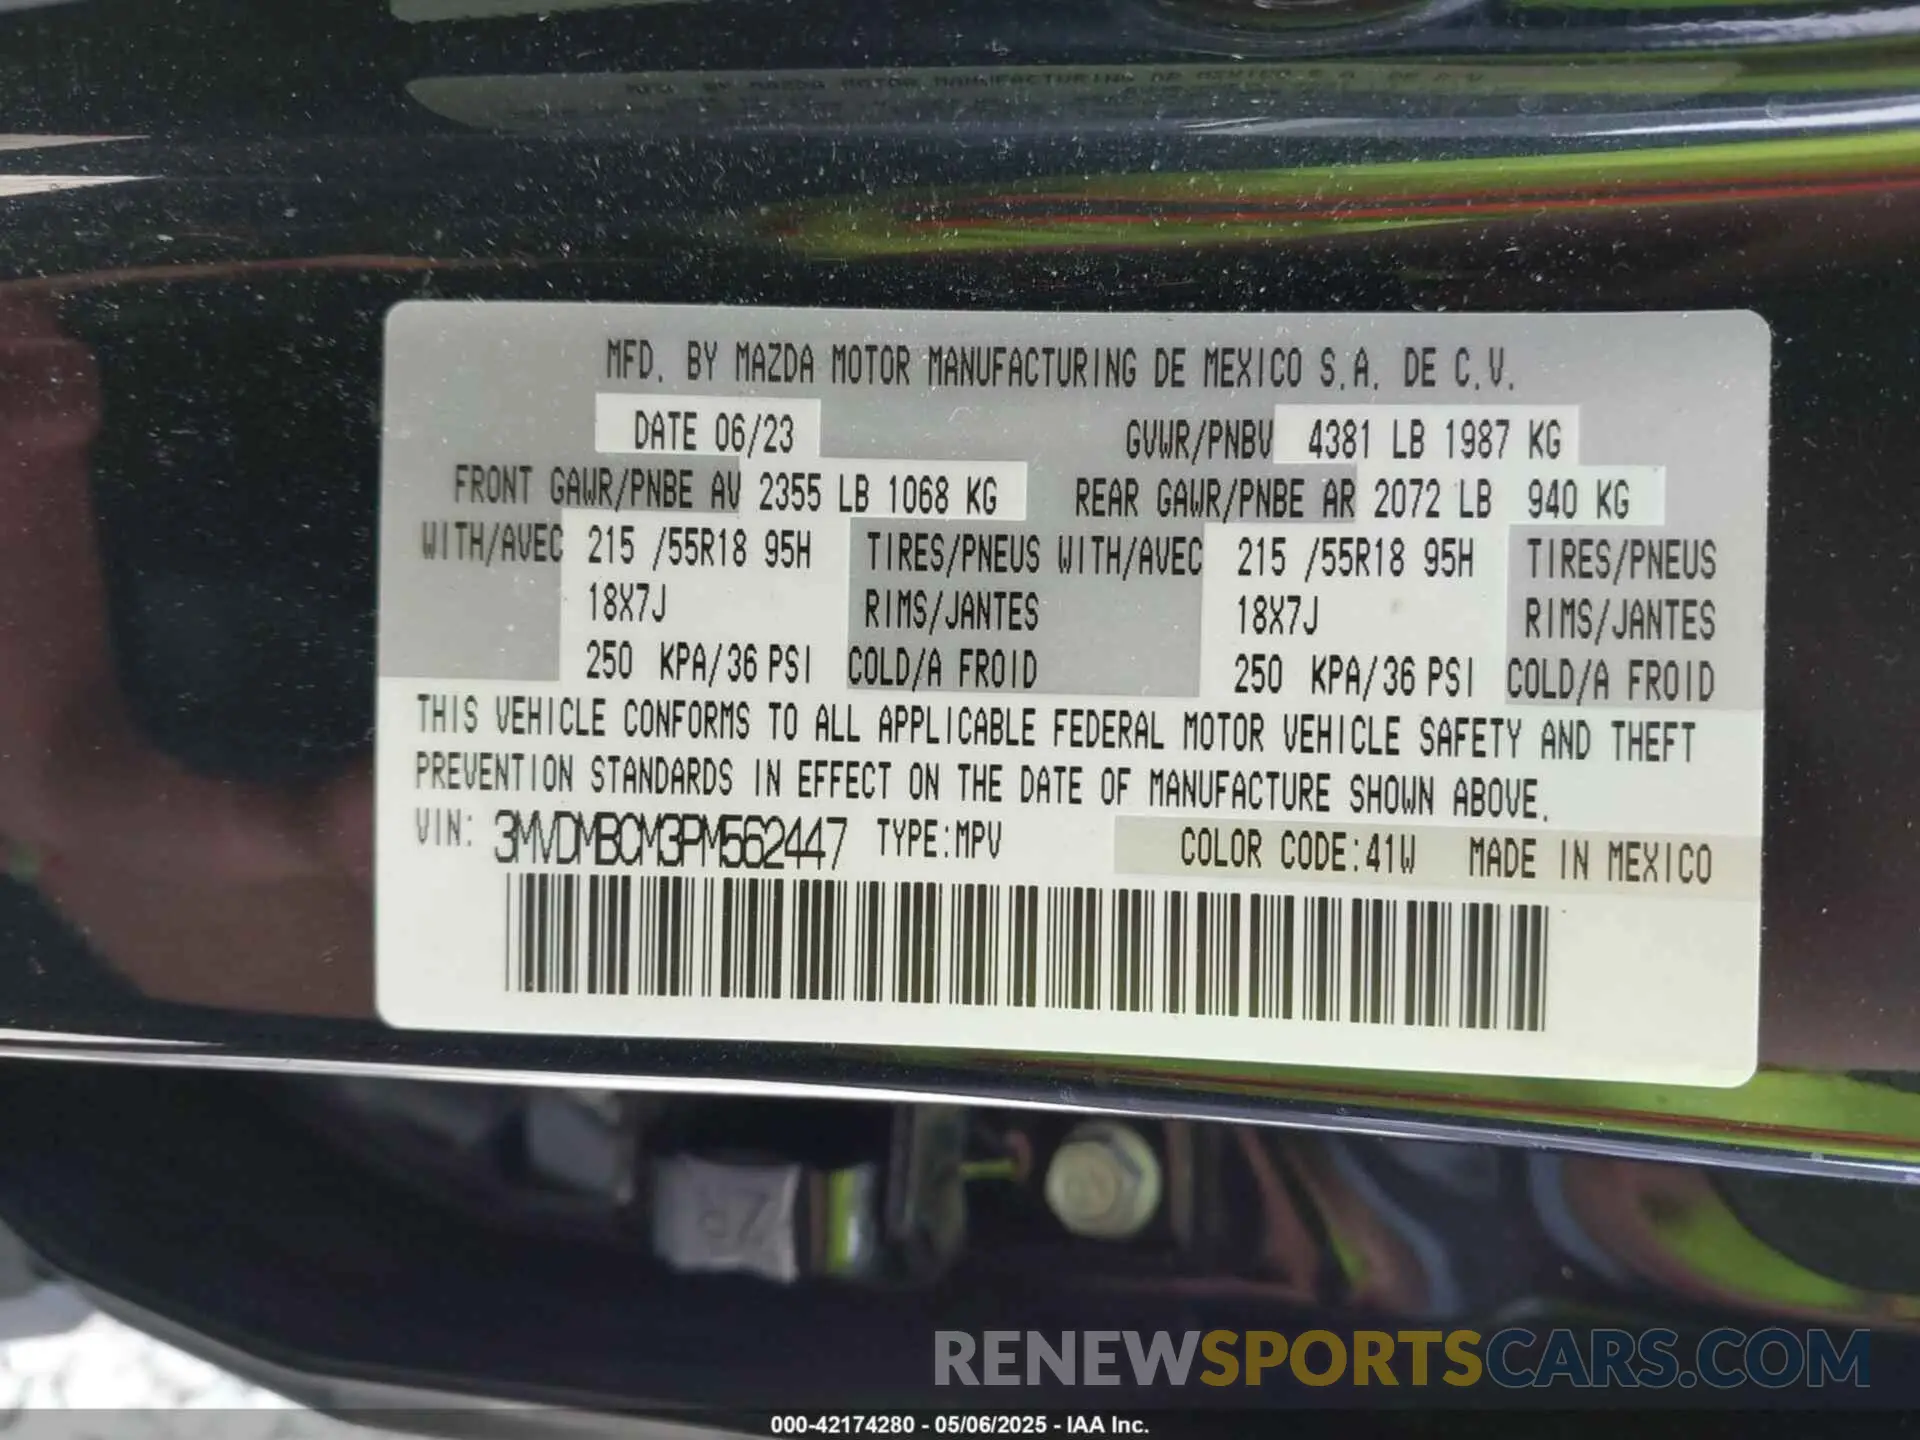 MFD. BY MAZDA MOTOR MANUFACTURING DE MEXICO S.A. DE C.V.
DATE 06/23 GVWR/PNBV 4381 LB 1987 KG
FRONT GAWR/PNBE AV 2355 LB 1068 KG REAR GAWR/PNBE AR 2072 LB 940 KG
WITH/AVEC 215 /55R18 95H TIRES/PNEUS WITH/AVEC 215 /55R18 95H TIRES/PNEUS
18X7J RIMS/JANTES 18X7J RIMS/JANTES
250 KPA/36 PSI COLD/A FROID 250 KPA/36 PSI COLD/A FROID
THIS VEHICLE CONFORMS TO ALL APPLICABLE FEDERAL MOTOR VEHICLE SAFETY AND THEFT
PREVENTION STANDARDS IN EFFECT ON THE DATE OF MANUFACTURE SHOWN ABOVE.
VIN: 3MVDMBCM3PM562447 TYPE:MPV COLOR CODE:41W MADE IN MEXICO
RENEWSPORTSCARS.COM
000-42174280 - 05/06/2025 - IAA Inc.